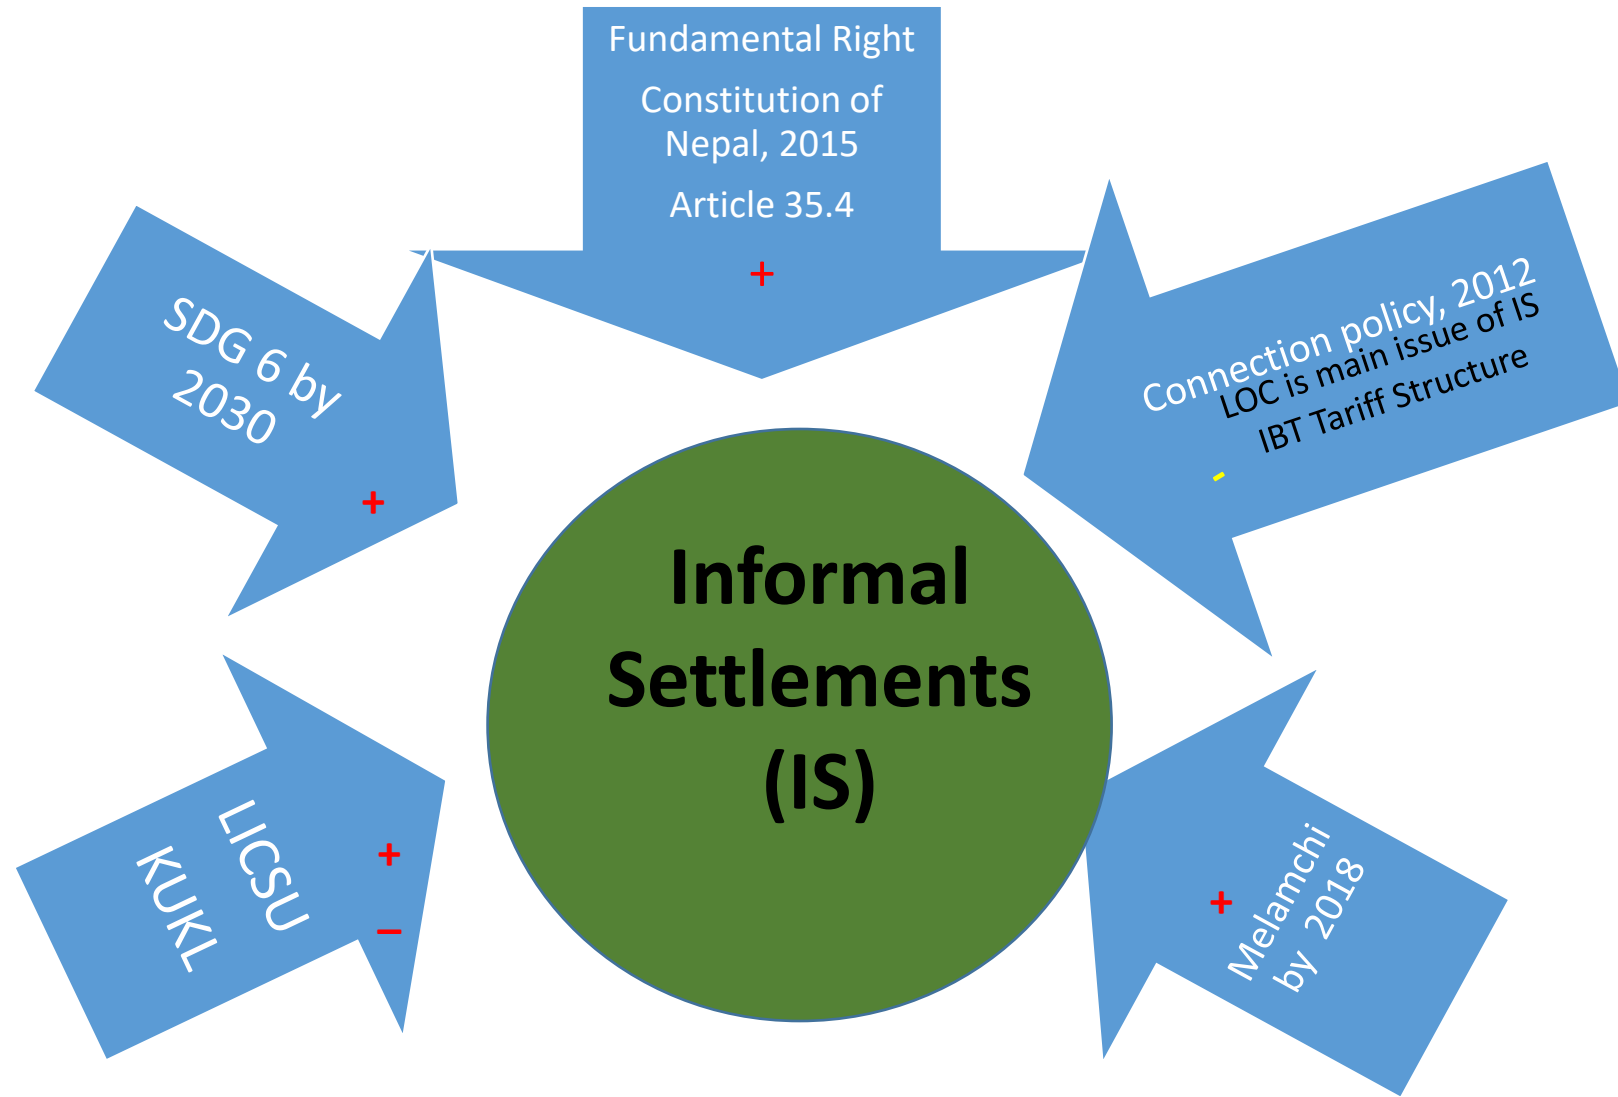 Fundamental Right
Constitution of
Nepal, 2015
Article 35.4
+
SDG 6 by
2030
+
Connection policy, 2012
LOC is main issue of IS
IBT Tariff Structure
-
Informal
Settlements
(IS)
LICSU
KUKL
+
–
Melamchi
by 2018
+